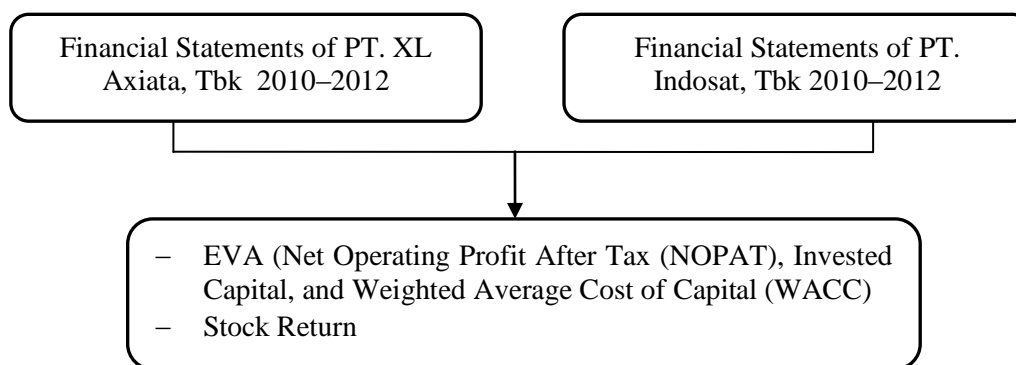 Financial Statements of PT. XL
Axiata, Tbk  2010–2012
Financial Statements of PT.
Indosat, Tbk 2010–2012
– EVA (Net Operating Profit After Tax (NOPAT), Invested
Capital, and Weighted Average Cost of Capital (WACC)
– Stock Return